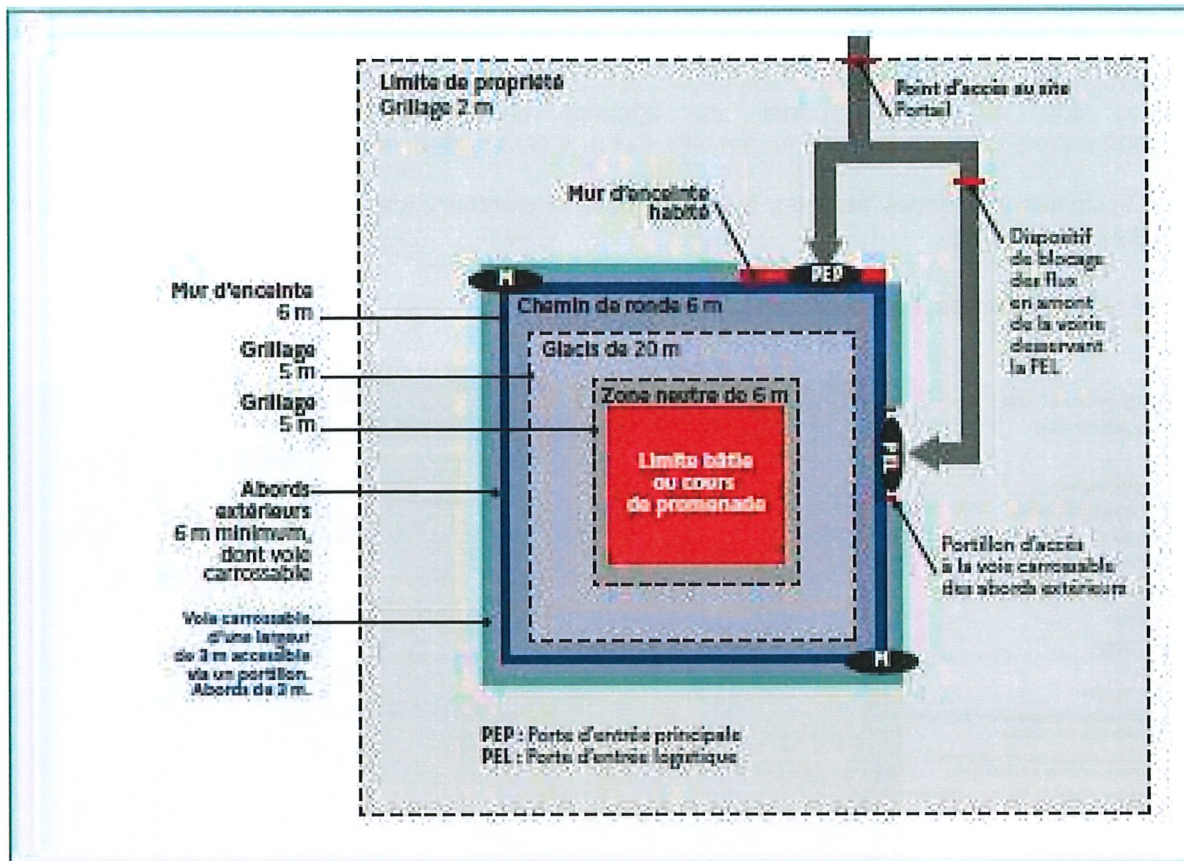 Limite de propriété
Grillage 2 m
Point d'accès au site
Portail
Mur d'enceinte
habité
Dispositif
de blocage
des flux
en amont
de la voirie
desservant
la PEL
M
PEP
Mur d'enceinte
6 m
Chemin de ronde 6 m
Grillage
5 m
Glacis de 20 m
Grillage
5 m
Zone neutre de 6 m
Limite bâtie
ou cours
de promenade
PEL
Abords
extérieurs
6 m minimum,
dont voie
carrossable
Portillon d'accès
à la voie carrossable
des abords extérieurs
Voie carrossable
d'une largeur
de 3 m accessible
via un portillon.
Abords de 3 m.
M
PEP : Porte d'entrée principale
PEL : Porte d'entrée logistique